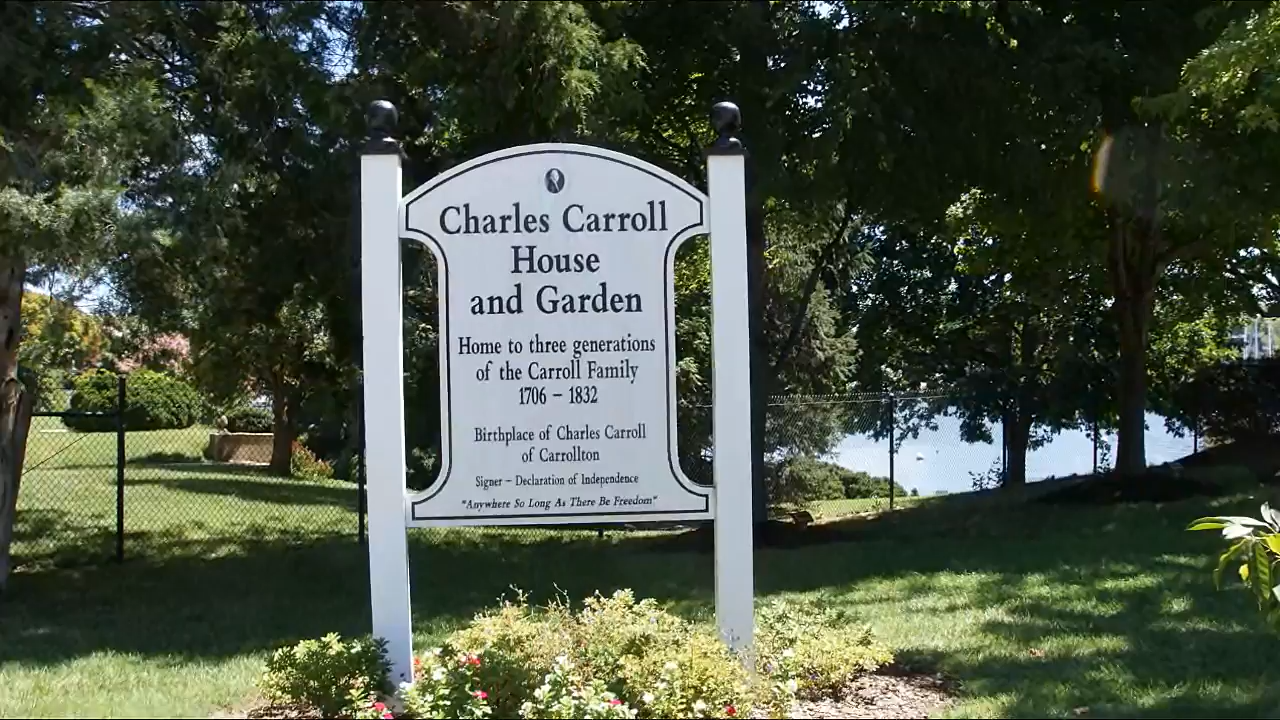 Charles Carroll
House
and Garden
Home to three generations
of the Carroll Family
1706 – 1832
Birthplace of Charles Carroll
of Carrollton
Signer – Declaration of Independence
"Anywhere So Long As There Be Freedom"